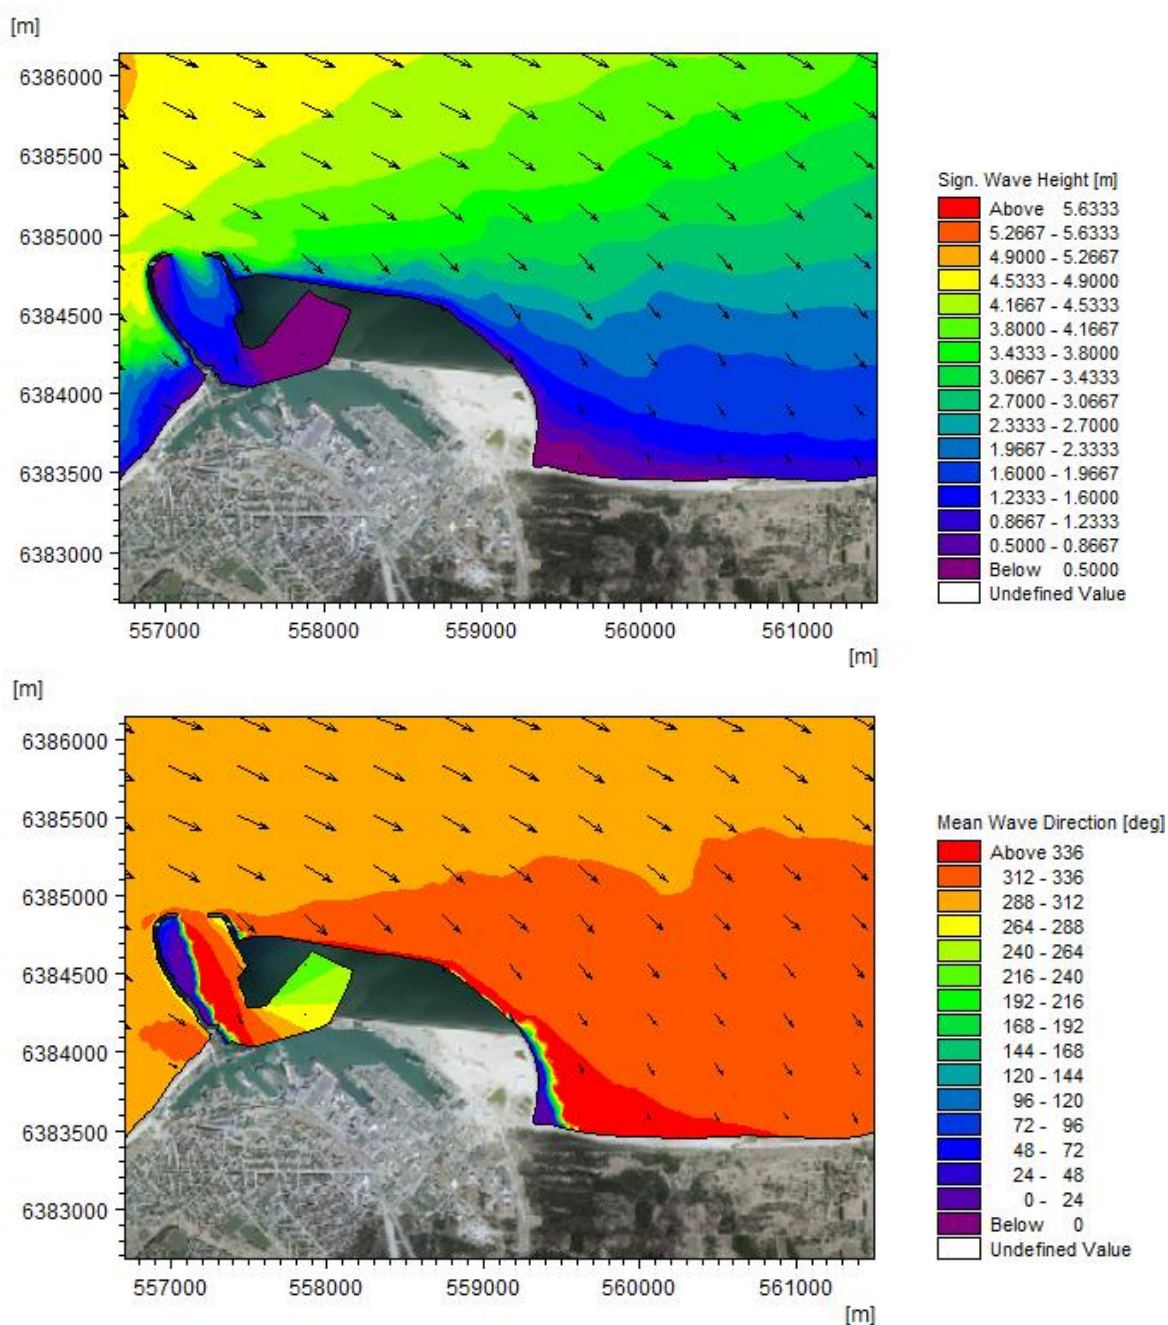 [m]
6386000
6385500
6385000
6384500
6384000
6383500
6383000
557000 558000 559000 560000 561000
[m]
Sign. Wave Height [m]
Above 5.6333
5.2667 - 5.6333
4.9000 - 5.2667
4.5333 - 4.9000
4.1667 - 4.5333
3.8000 - 4.1667
3.4333 - 3.8000
3.0667 - 3.4333
2.7000 - 3.0667
2.3333 - 2.7000
1.9667 - 2.3333
1.6000 - 1.9667
1.2333 - 1.6000
0.8667 - 1.2333
0.5000 - 0.8667
Below 0.5000
Undefined Value
[m]
6386000
6385500
6385000
6384500
6384000
6383500
6383000
557000 558000 559000 560000 561000
[m]
Mean Wave Direction [deg]
Above 336
312 - 336
288 - 312
264 - 288
240 - 264
216 - 240
192 - 216
168 - 192
144 - 168
120 - 144
96 - 120
72 - 96
48 - 72
24 - 48
0 - 24
Below 0
Undefined Value